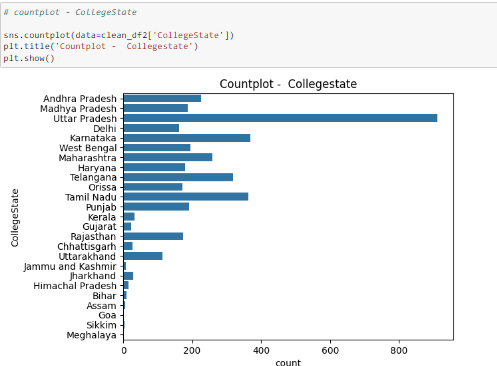 # countplot - CollegeState
sns.countplot(data=clean_df2['CollegeState'])
plt.title('Countplot -  Collegestate')
plt.show()
Countplot -  Collegestate
Andhra Pradesh
Madhya Pradesh
Uttar Pradesh
Delhi
Karnataka
West Bengal
Maharashtra
Haryana
Telangana
Orissa
Tamil Nadu
Punjab
Kerala
Gujarat
Rajasthan
Chhattisgarh
Uttarakhand
Jammu and Kashmir
Jharkhand
Himachal Pradesh
Bihar
Assam
Goa
Sikkim
Meghalaya
CollegeState
0 200 400 600 800
count